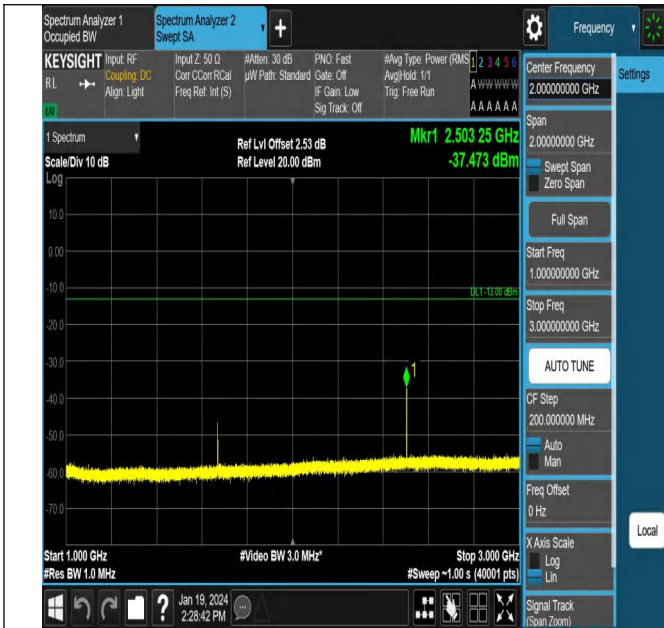 Spectrum Analyzer 1
Occupied BW
Spectrum Analyzer 2
Swept SA
Frequency
KEYSIGHT
RL
LXI
Input: RF
Coupling: DC
Align: Light
Input Z: 50 Ω
Corr CCorr RCal
Freq Ref: Int (S)
#Atten: 30 dB
µW Path: Standard
PNO: Fast
Gate: Off
IF Gain: Low
Sig Track: Off
#Avg Type: Power (RMS
Avg|Hold: 1/1
Trig: Free Run
1 2 3 4 5 6
A W W W W W
A A A A A A
1 Spectrum
Scale/Div 10 dB
Log
Ref Lvl Offset 2.53 dB
Ref Level 20.00 dBm
Mkr1 2.503 25 GHz
-37.473 dBm
10.0
0.00
-10.0
-20.0
-30.0
-40.0
-50.0
-60.0
-70.0
DL1 -13.00 dBm
1
Start 1.000 GHz
#Res BW 1.0 MHz
#Video BW 3.0 MHz*
Stop 3.000 GHz
#Sweep ~1.00 s (40001 pts)
Center Frequency
2.000000000 GHz
Settings
Span
2.00000000 GHz
Swept Span
Zero Span
Full Span
Start Freq
1.000000000 GHz
Stop Freq
3.000000000 GHz
AUTO TUNE
CF Step
200.000000 MHz
Auto
Man
Freq Offset
0 Hz
X Axis Scale
Log
Lin
Signal Track
(Span Zoom)
Local
?
Jan 19, 2024
2:28:42 PM